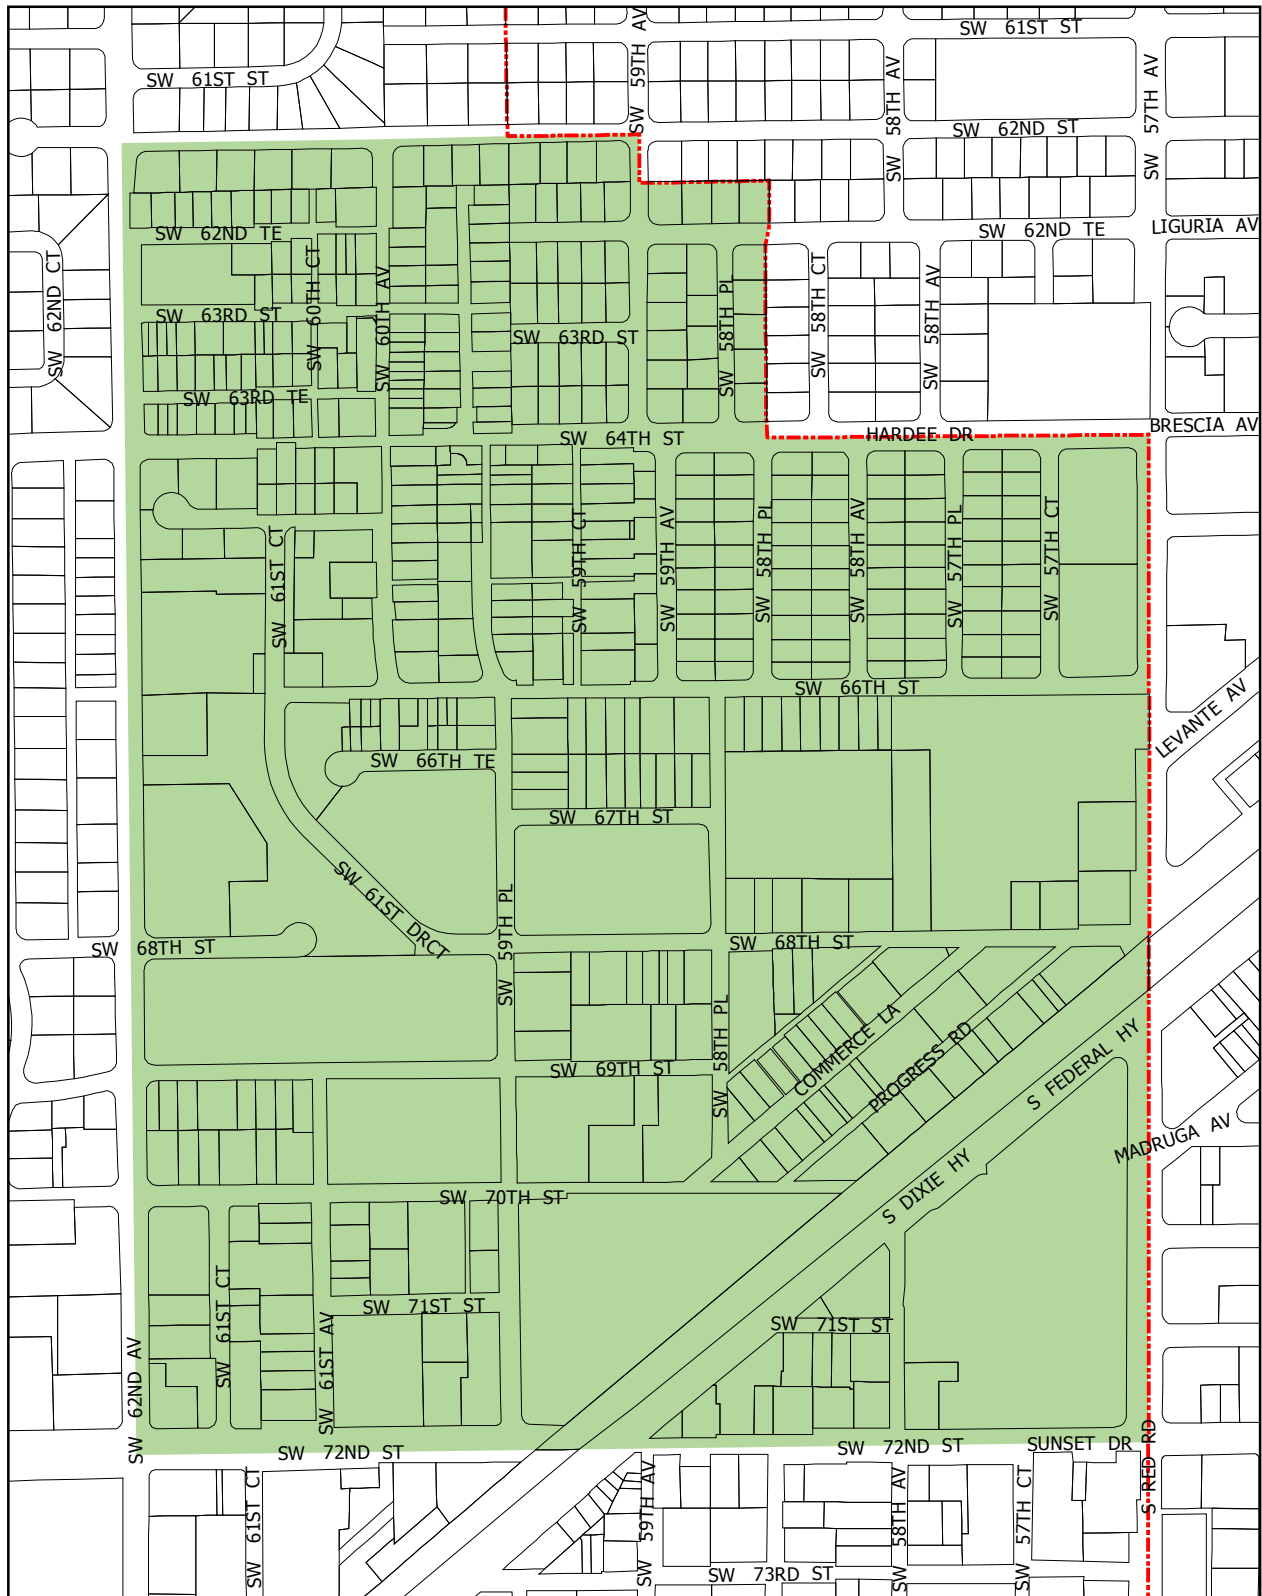 SW 61ST ST
SW 61ST ST
SW 59TH AV
SW 58TH AV
SW 57TH AV
SW 62ND ST
SW 62ND TE
SW 62ND TE
LIGURIA AV
SW 62ND CT
SW 60TH CT
SW 60TH AV
SW 58TH PL
SW 58TH CT
SW 58TH AV
SW 63RD ST
SW 63RD ST
SW 63RD TE
SW 64TH ST
HARDEE DR
BRESCIA AV
SW 61ST CT
SW 59TH CT
SW 59TH AV
SW 58TH PL
SW 58TH AV
SW 57TH PL
SW 57TH CT
SW 66TH ST
LEVANTE AV
SW 66TH TE
SW 67TH ST
SW 61ST DRCT
SW 59TH PL
SW 68TH ST
SW 68TH ST
SW 58TH PL
COMMERCE LA
PROGRESS RD
S FEDERAL HY
SW 69TH ST
MADRUGA AV
S DIXIE HY
SW 70TH ST
SW 61ST CT
SW 71ST ST
SW 71ST ST
SW 61ST AV
SW 62ND AV
SW 72ND ST
SW 72ND ST
SUNSET DR
S RED RD
SW 61ST CT
SW 59TH AV
SW 58TH AV
SW 57TH CT
SW 73RD ST